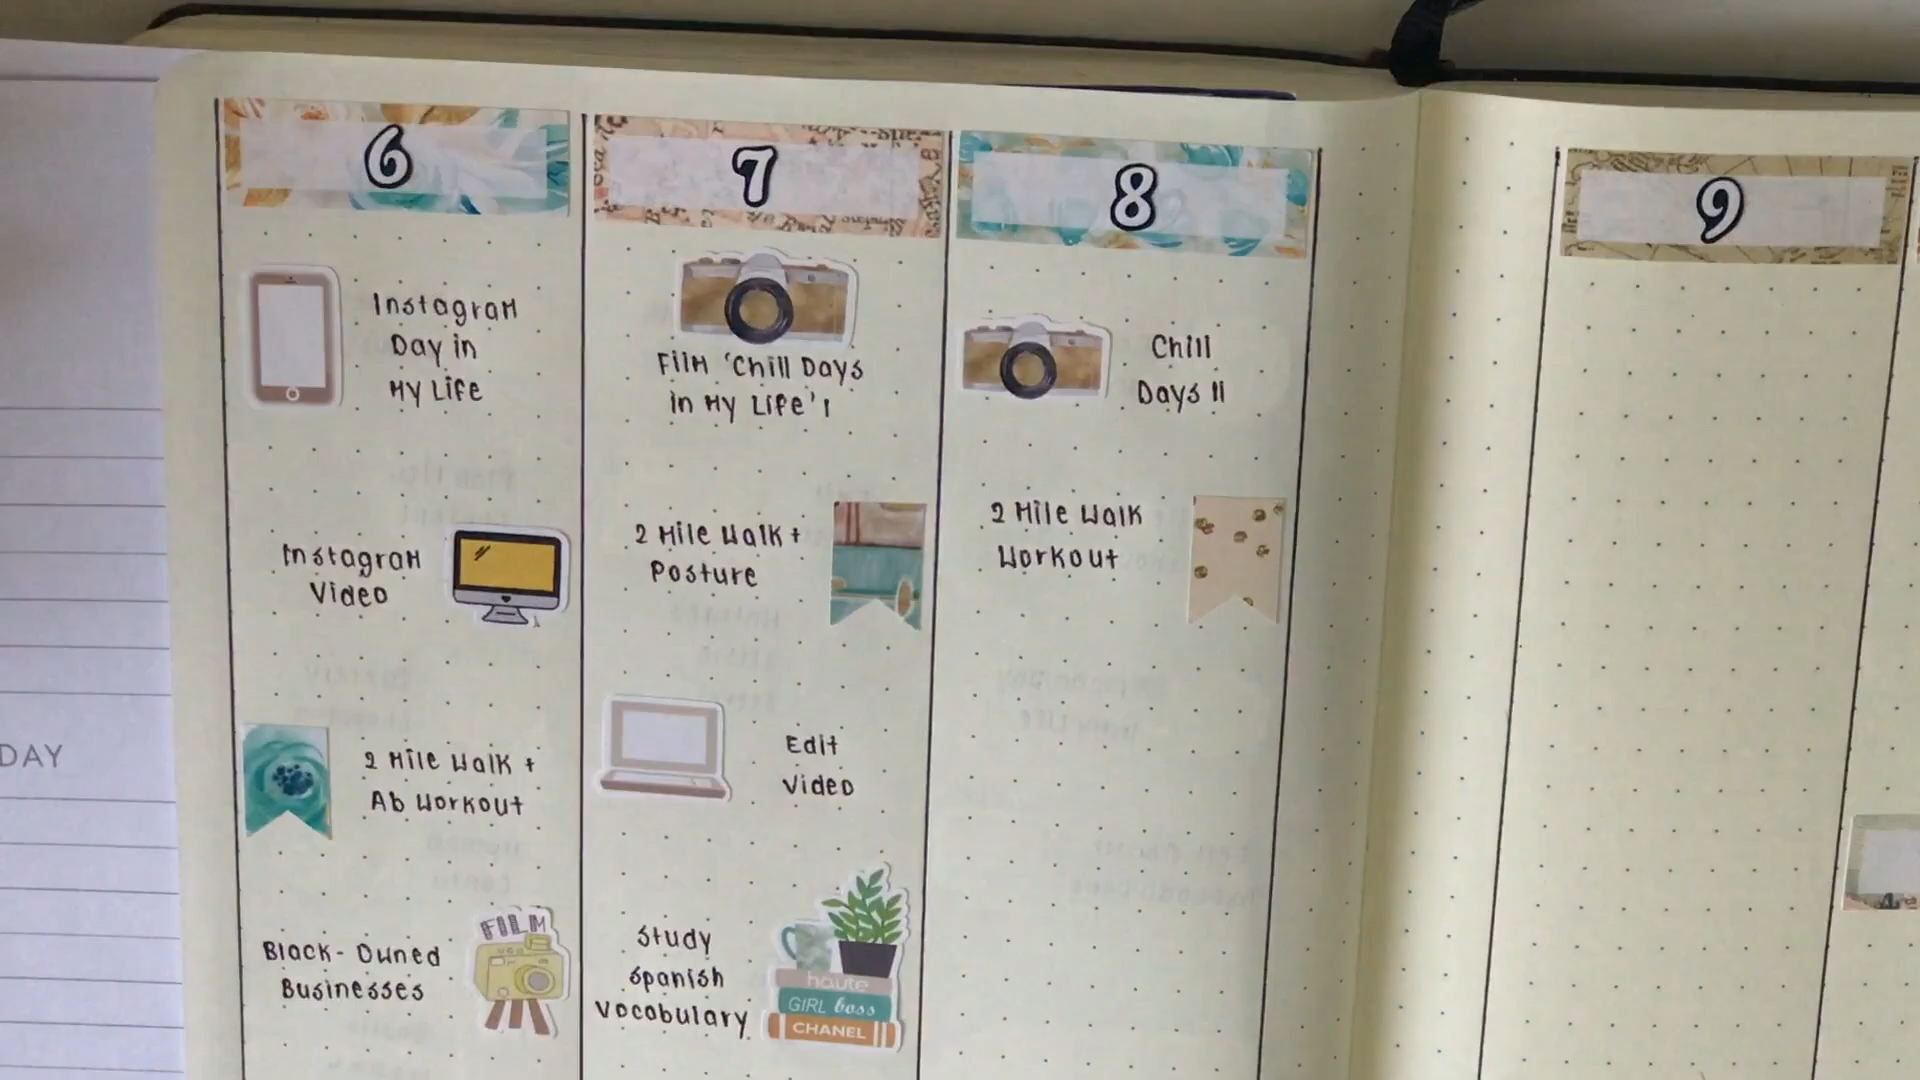 6
Instagram
Day in
My Life
Instagram
Video
2 Mile Walk +
Ab Workout
Black-Owned
Businesses
FILM
7
Film 'Chill Days
in My Life' I
2 Mile Walk +
Posture
Edit
Video
Study
Spanish
Vocabulary
haute
GIRL boss
CHANEL
8
Chill
Days II
2 Mile Walk
Workout
9
DAY